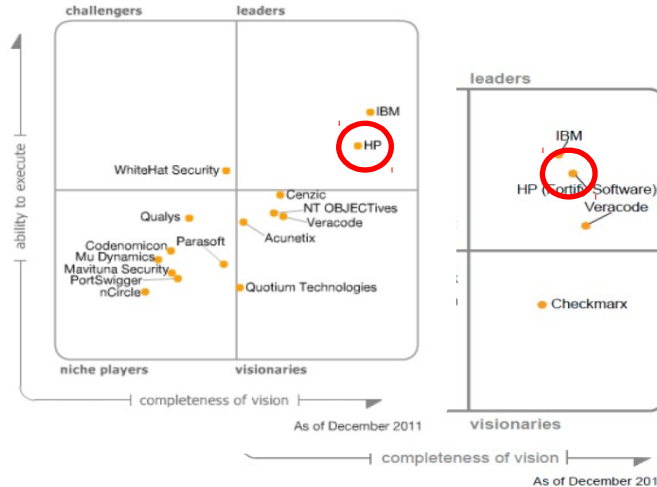 challengers
leaders
ability to execute
IBM
HP
WhiteHat Security
Cenzic
NT OBJECTives
Veracode
Acunetix
Qualys
Codenomicon
Parasoft
Mu Dynamics
Mavituna Security
PortSwigger
nCircle
Quotium Technologies
niche players
visionaries
completeness of vision
As of December 2011
leaders
IBM
HP (Fortify Software)
Veracode
Checkmarx
visionaries
completeness of vision
As of December 201